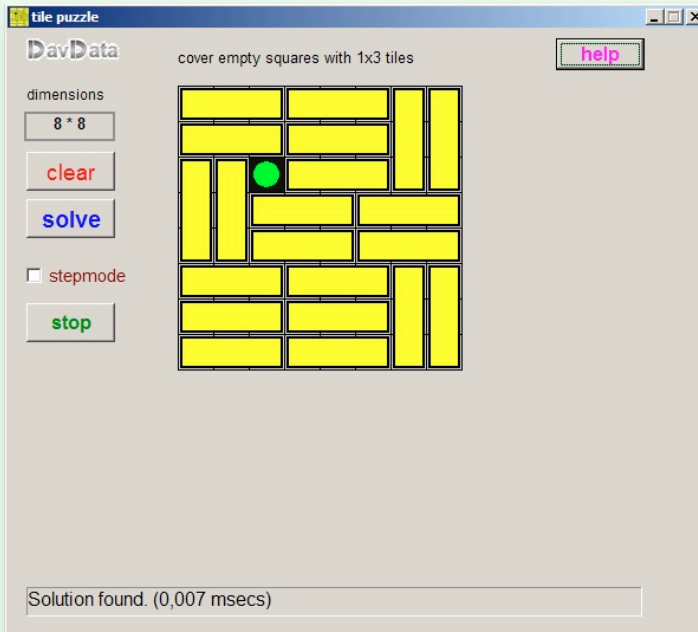 tile puzzle
DavData
cover empty squares with 1x3 tiles
help
dimensions
8 * 8
clear
solve
stepmode
stop
Solution found. (0,007 msecs)